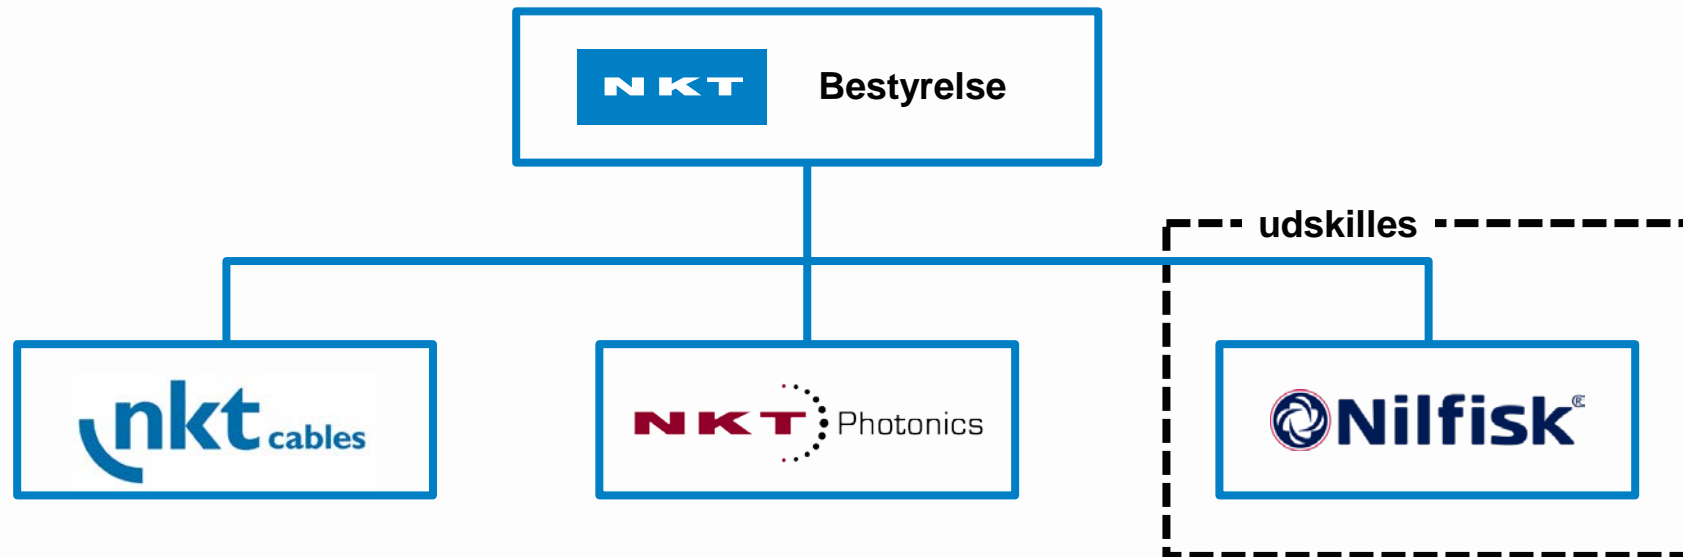 NKT Bestyrelse
udskilles
nkt cables
NKT Photonics
Nilfisk®